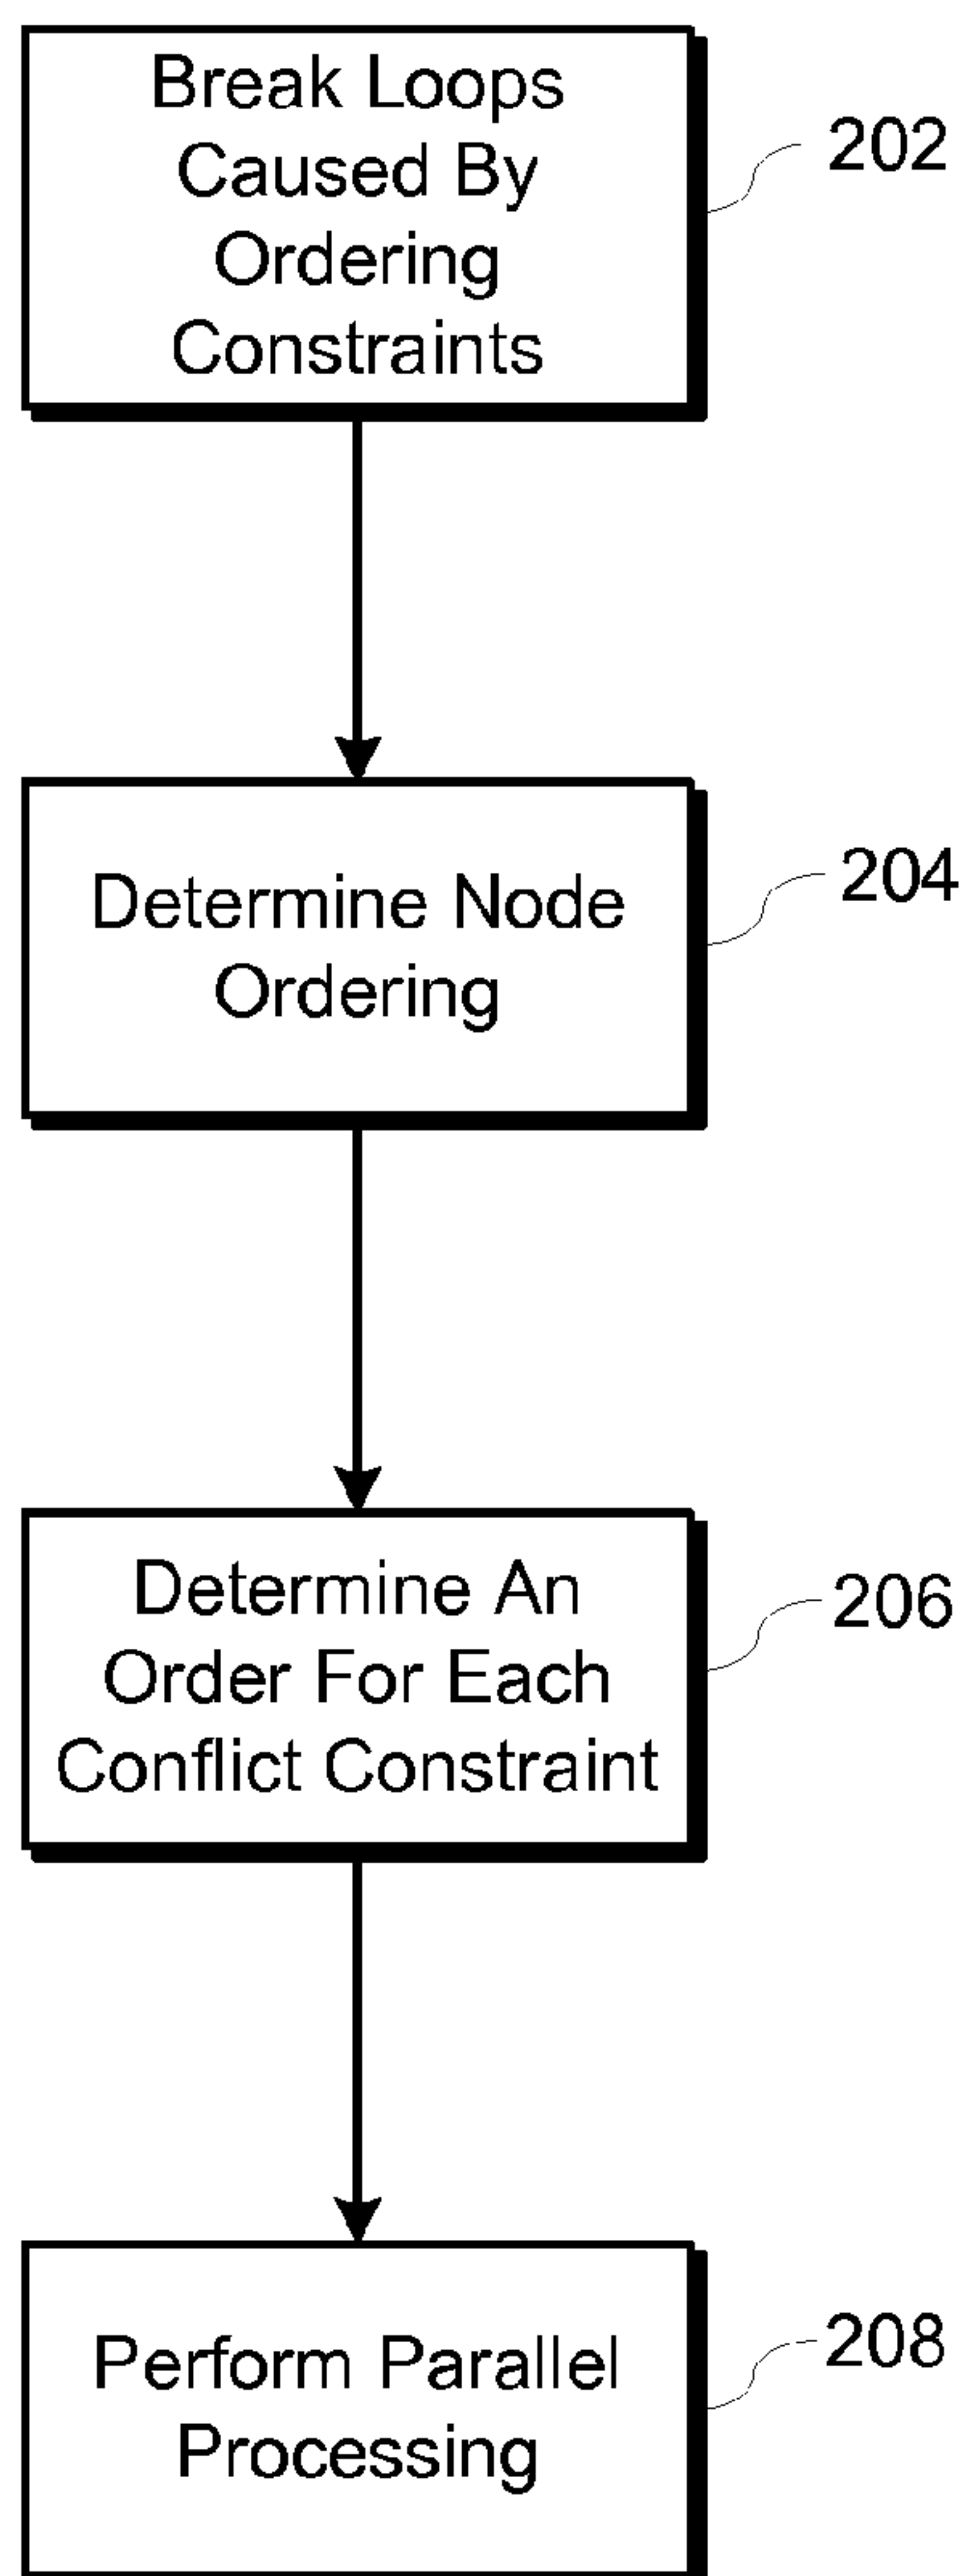 Break Loops
Caused By
Ordering
Constraints
202
Determine Node
Ordering
204
Determine An
Order For Each
Conflict Constraint
206
Perform Parallel
Processing
208